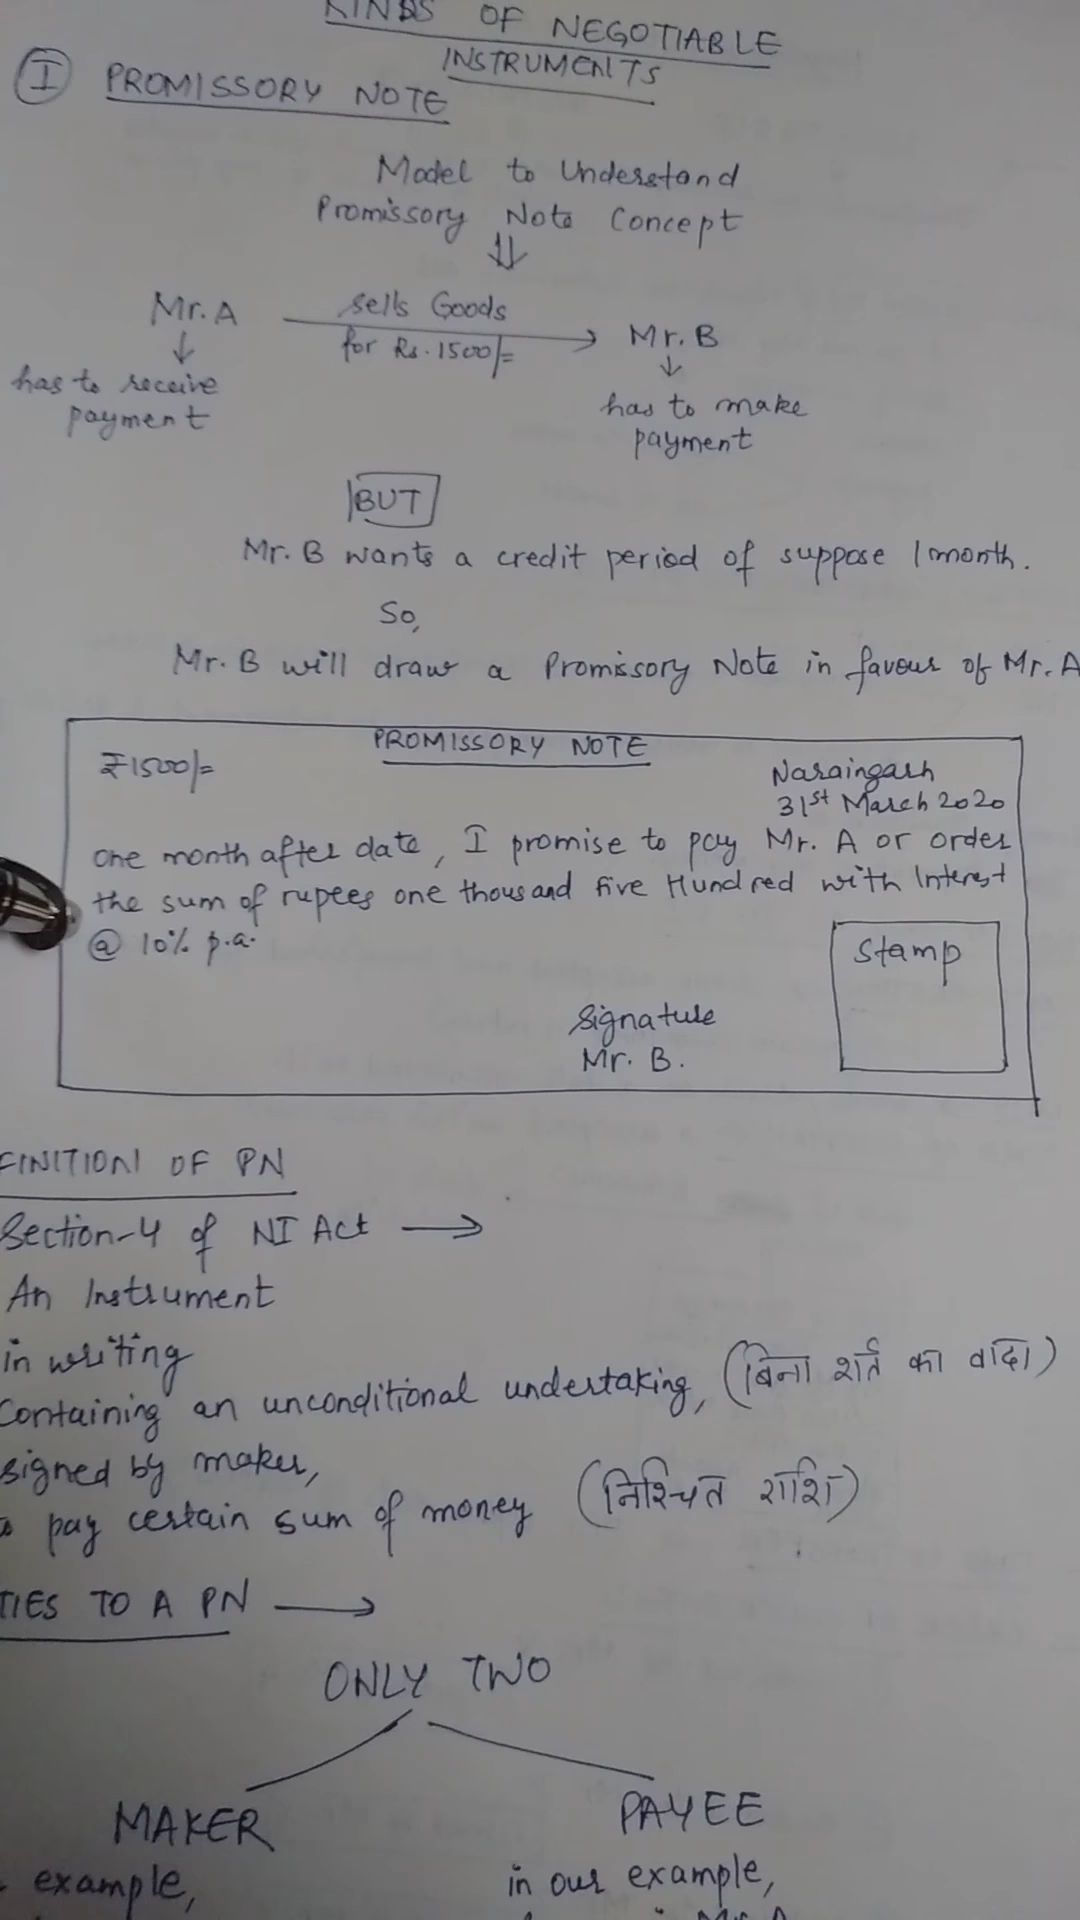 KINDS OF NEGOTIABLE
INSTRUMENTS
I PROMISSORY NOTE
Model to Understand
Promissory Note Concept
⇓
Mr. A sells Goods for Rs. 1500/= → Mr. B
↓ ↓
has to receive
payment
has to make
payment
BUT
Mr. B wants a credit period of suppose 1 month.
So,
Mr. B will draw a Promissory Note in favour of Mr. A
PROMISSORY NOTE
₹1500/=
Naraingarh
31st March 2020
one month after date, I promise to pay Mr. A or order
the sum of rupees one thousand Five Hundred with Interest
@ 10% p.a.
Stamp
Signature
Mr. B.
FINITION OF PN
Section-4 of NI Act →
An Instrument
in writing
Containing an unconditional undertaking, (बिना शर्त का वादा)
signed by maker,
pay certain sum of money (निश्चित राशि)
TIES TO A PN →
ONLY TWO
MAKER PAYEE
example,
in our example,
Mr. A